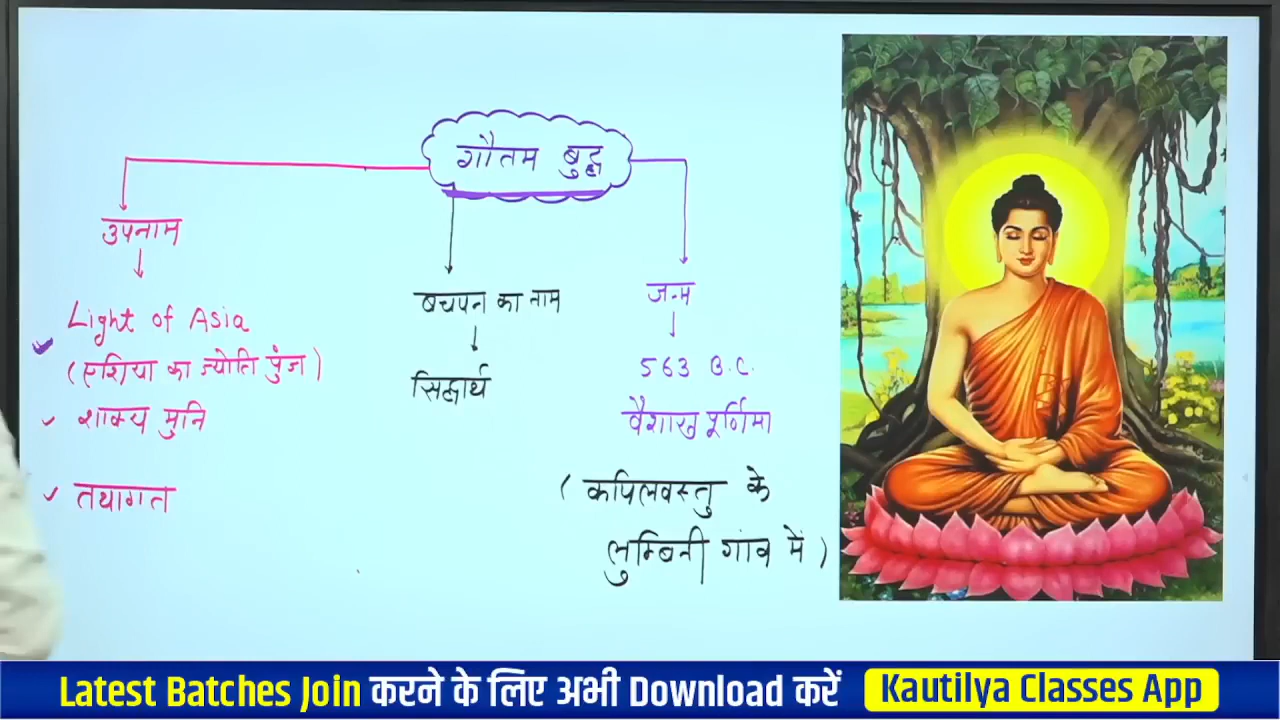 गौतम बुद्ध
उपनाम
Light of Asia
(एशिया का ज्योति पुंज)
शाक्य मुनि
तथागत
बचपन का नाम
सिद्धार्थ
जन्म
563 B.C.
वैशाख पूर्णिमा
(कपिलवस्तु के
लुम्बिनी गांव में)
Latest Batches Join करने के लिए अभी Download करें Kautilya Classes App